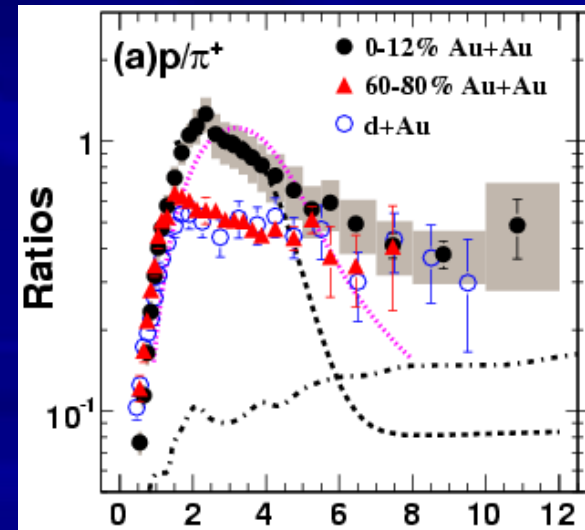 (a)p/π⁺
0-12% Au+Au
60-80% Au+Au
d+Au
1
10⁻¹
Ratios
0 2 4 6 8 10 12